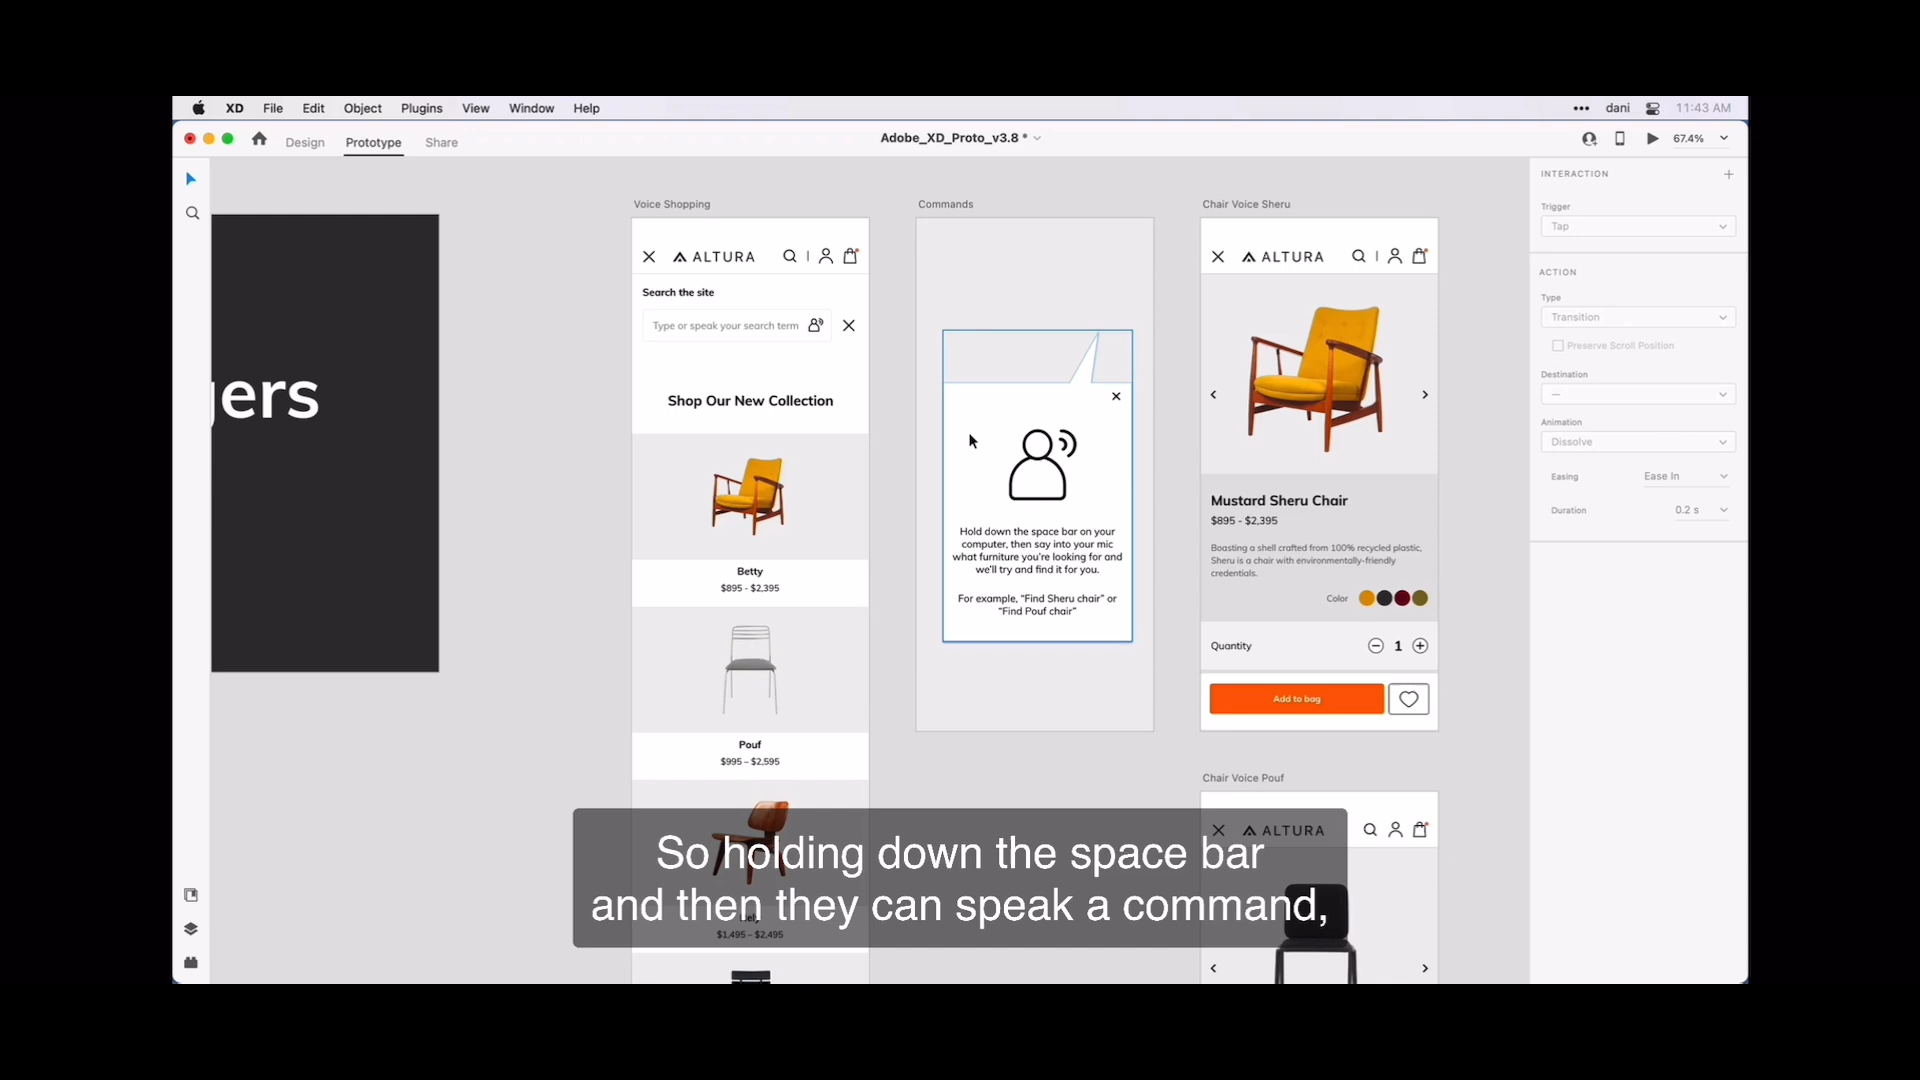 XD File Edit Object Plugins View Window Help
••• dani 11:43 AM
Design Prototype Share
Adobe_XD_Proto_v3.8 *
67.4%
gers
Voice Shopping
ALTURA
Search the site
Type or speak your search term
Shop Our New Collection
Betty
$895 - $2,395
Pouf
$995 – $2,595
$1,495 – $2,495
Commands
Hold down the space bar on your
computer, then say into your mic
what furniture you're looking for and
we'll try and find it for you.
For example, “Find Sheru chair” or
“Find Pouf chair”
Chair Voice Sheru
ALTURA
Mustard Sheru Chair
$895 - $2,395
Boasting a shell crafted from 100% recycled plastic,
Sheru is a chair with environmentally-friendly
credentials.
Color
Quantity 1
Add to bag
Chair Voice Pouf
ALTURA
INTERACTION
Trigger
Tap
ACTION
Type
Transition
Preserve Scroll Position
Destination
—
Animation
Dissolve
Easing Ease In
Duration 0.2 s
So holding down the space bar
and then they can speak a command,